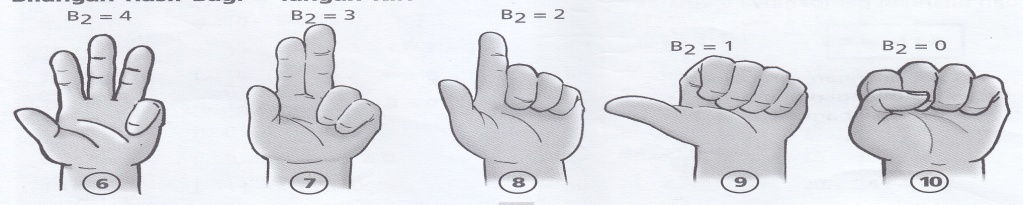 B2 = 4 B2 = 3 B2 = 2
B2 = 1 B2 = 0
6 7 8 9 10